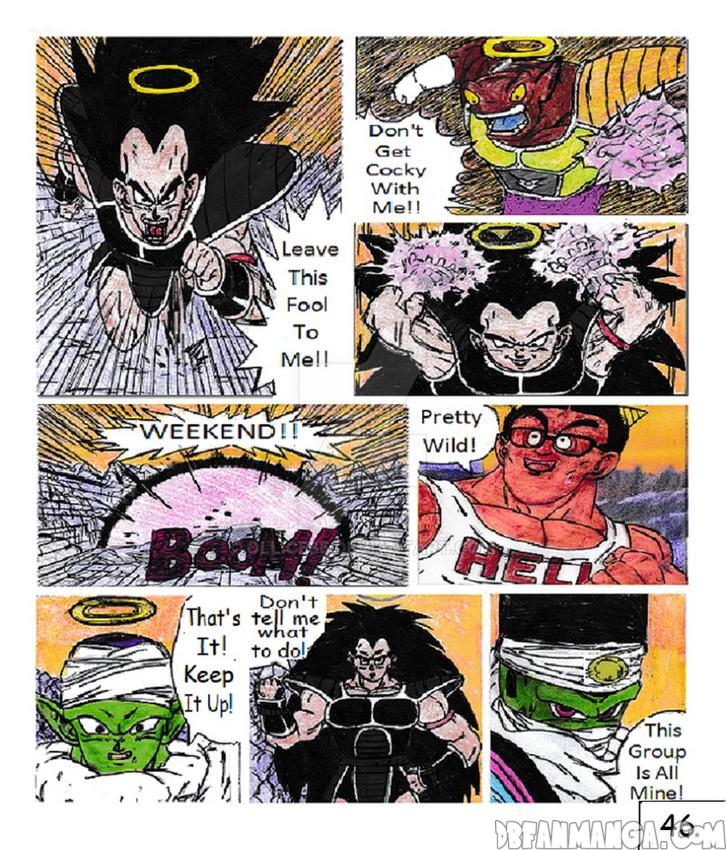 Leave
This
Fool
To
Me!!
Don't
Get
Cocky
With
Me!!
WEEKEND!!
BOOM!
Pretty
Wild!
HELL
That's
It!
Keep
It Up!
Don't
tell me
what
to do!
This
Group
Is All
Mine!
46
DBFANMANGA.COM